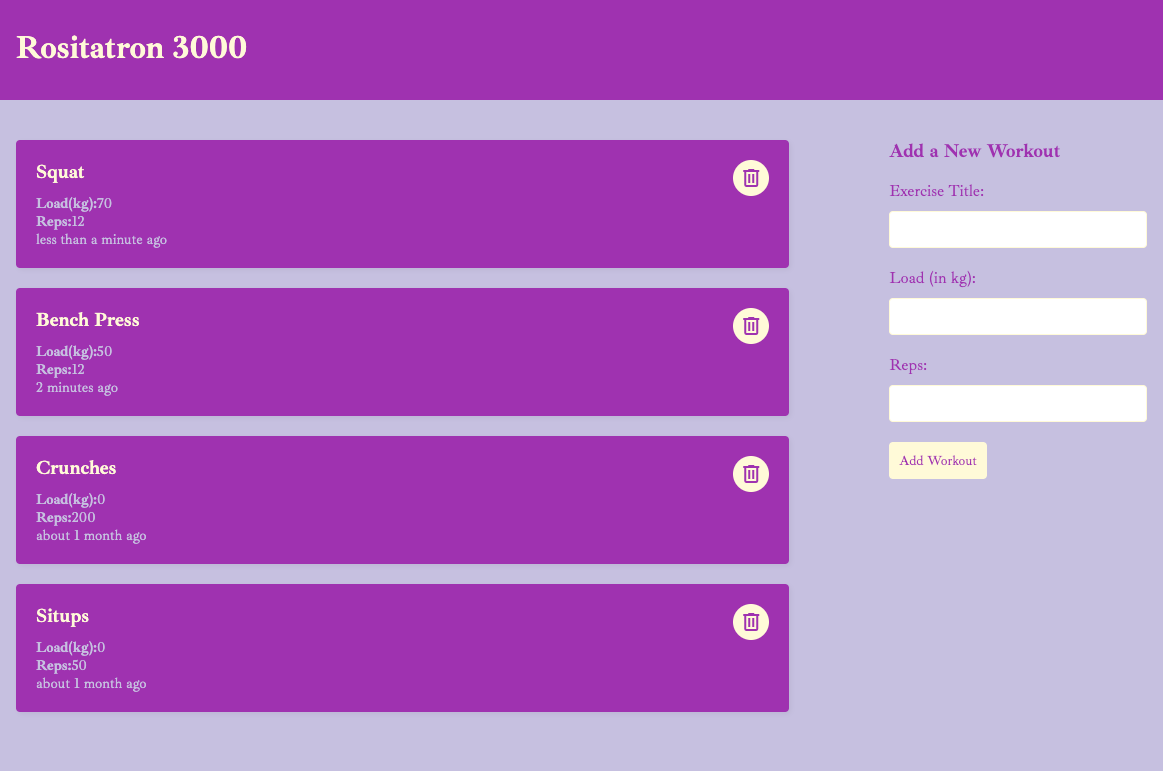 Rositatron 3000
Squat
Load(kg):70
Reps:12
less than a minute ago
Bench Press
Load(kg):50
Reps:12
2 minutes ago
Crunches
Load(kg):0
Reps:200
about 1 month ago
Situps
Load(kg):0
Reps:50
about 1 month ago
Add a New Workout
Exercise Title:
Load (in kg):
Reps:
Add Workout